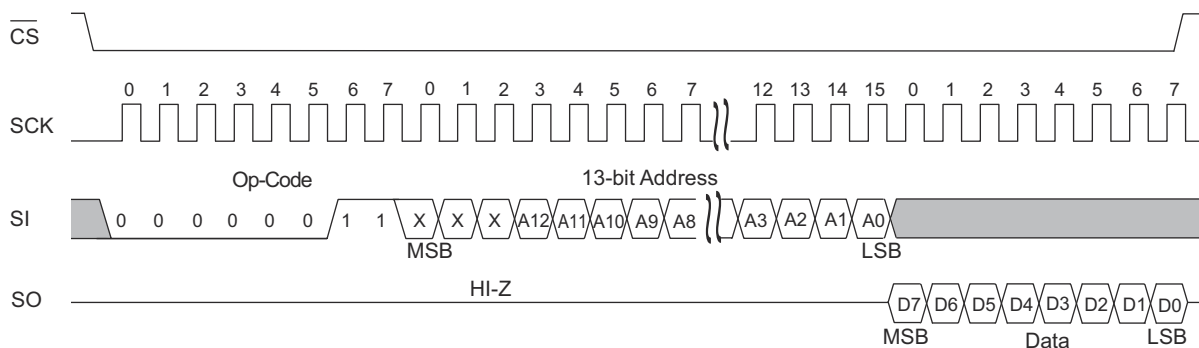 CS
0 1 2 3 4 5 6 7 0 1 2 3 4 5 6 7 12 13 14 15 0 1 2 3 4 5 6 7
SCK
Op-Code 13-bit Address
SI 0 0 0 0 0 0 1 1 X X X A12 A11 A10 A9 A8 A3 A2 A1 A0
MSB LSB
HI-Z
SO D7 D6 D5 D4 D3 D2 D1 D0
MSB Data LSB